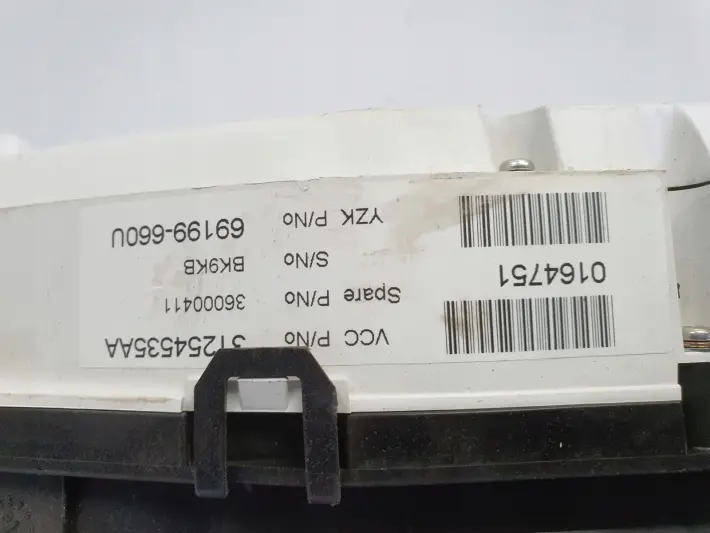 VCC P/No 31254535AA
Spare P/No 36000411
S/No BK9KB
YZK P/No 69199-660U
0164751